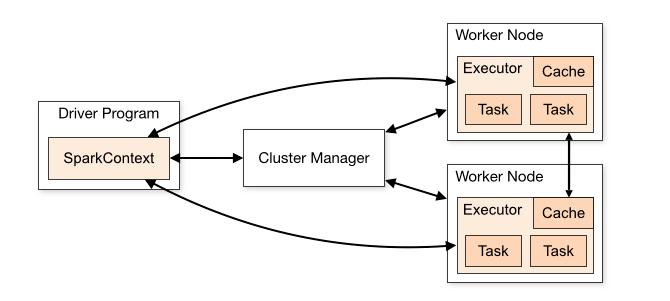 Driver Program
SparkContext
Cluster Manager
Worker Node
Executor
Cache
Task
Task
Worker Node
Executor
Cache
Task
Task